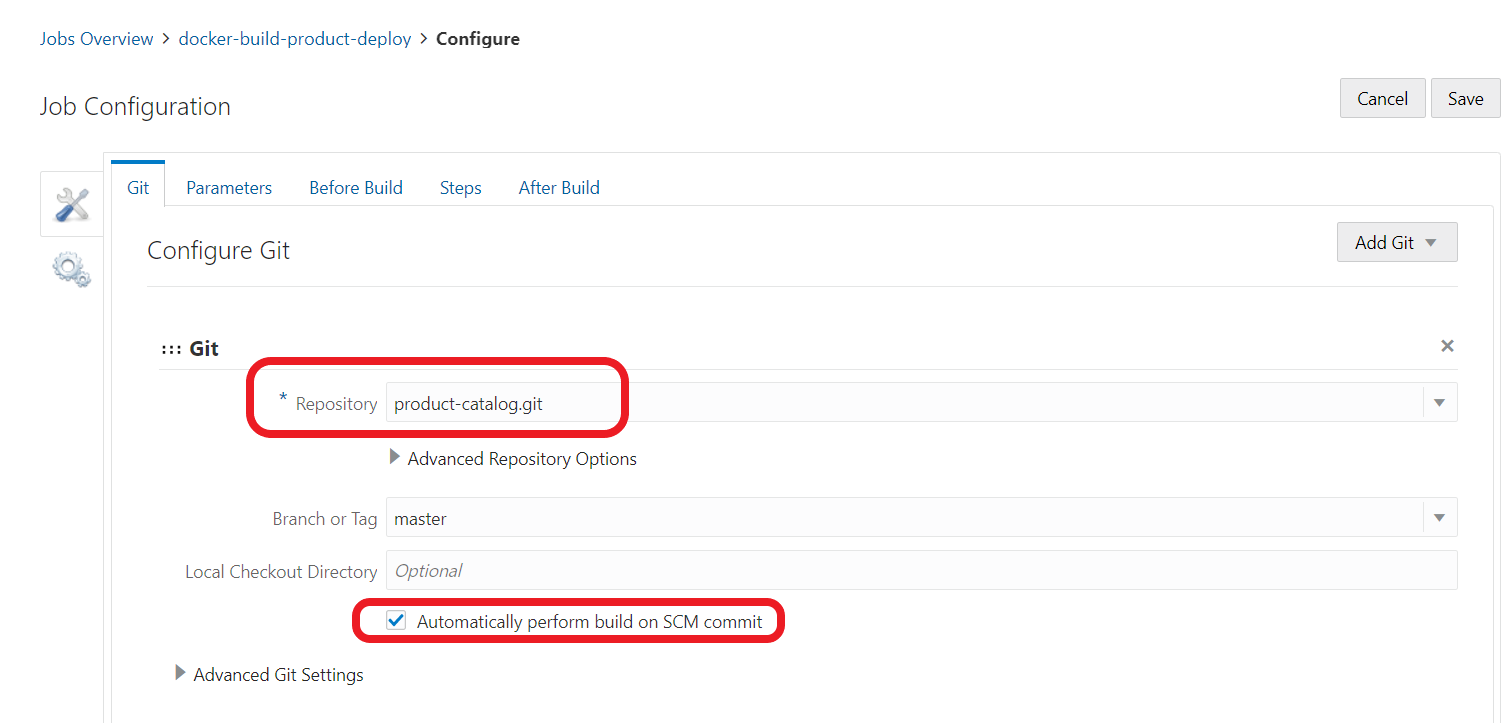 Jobs Overview > docker-build-product-deploy > Configure
Job Configuration
Cancel
Save
Git
Parameters
Before Build
Steps
After Build
Configure Git
Add Git
Git
* Repository
product-catalog.git
Advanced Repository Options
Branch or Tag
master
Local Checkout Directory
Optional
Automatically perform build on SCM commit
Advanced Git Settings